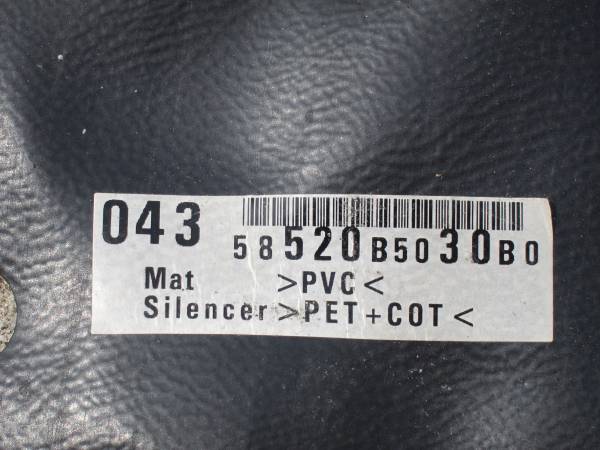 043 58520B5030B0
Mat >PVC<
Silencer >PET+COT<